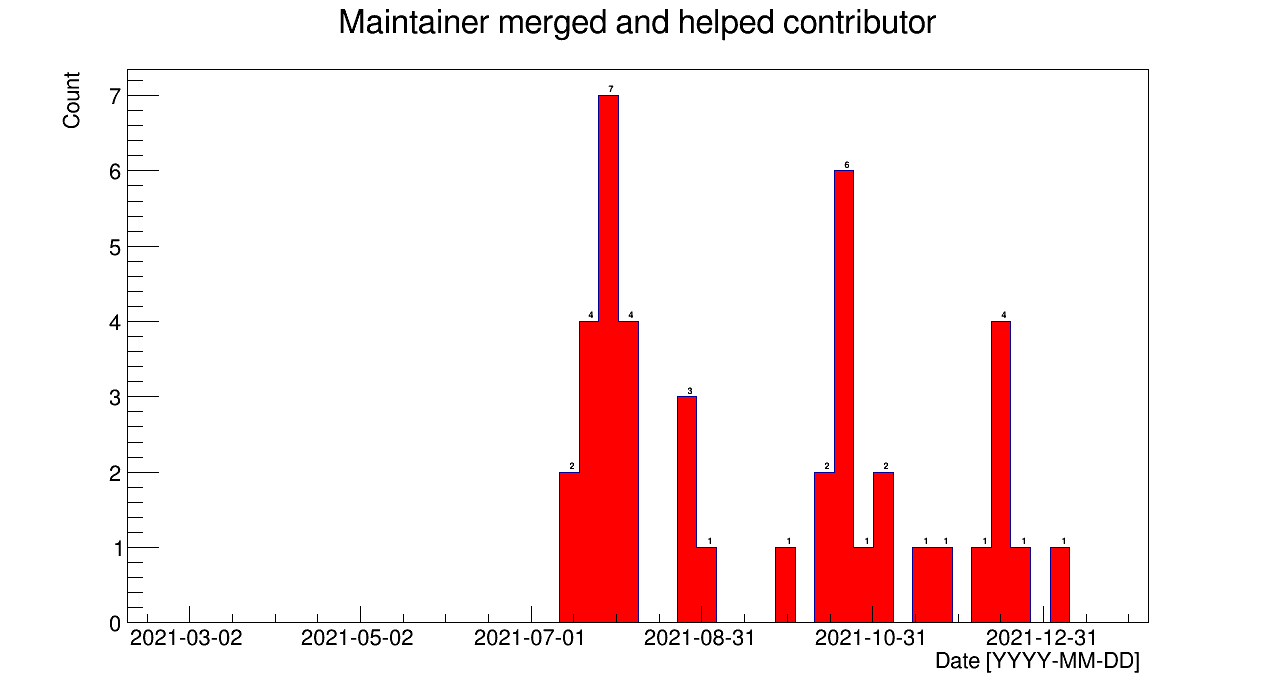 Maintainer merged and helped contributor
Count
7
6
5
4
3
2
1
0
2 4 7 4 3 1 1 2 6 1 2 1 1 1 4 1 1
2021-03-02 2021-05-02 2021-07-01 2021-08-31 2021-10-31 2021-12-31
Date [YYYY-MM-DD]